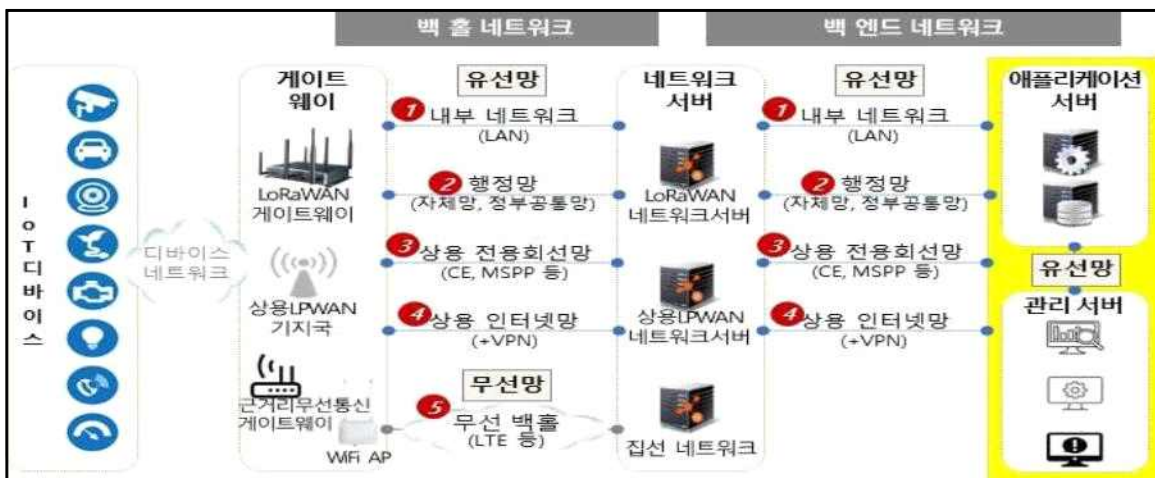 백 홀 네트워크
백 엔드 네트워크
I
o
T
디
바
이
스
디바이스
네트워크
게이트
웨이
LoRaWAN
게이트웨이
상용LPWAN
기지국
근거리무선통신
게이트웨이
WiFi AP
유선망
1 내부 네트워크
(LAN)
2 행정망
(자체망, 정부공통망)
3 상용 전용회선망
(CE, MSPP 등)
4 상용 인터넷망
(+VPN)
무선망
5 무선 백홀
(LTE 등)
네트워크
서버
LoRaWAN
네트워크서버
상용LPWAN
네트워크서버
집선 네트워크
유선망
1 내부 네트워크
(LAN)
2 행정망
(자체망, 정부공통망)
3 상용 전용회선망
(CE, MSPP 등)
4 상용 인터넷망
(+VPN)
애플리케이션
서버
유선망
관리 서버